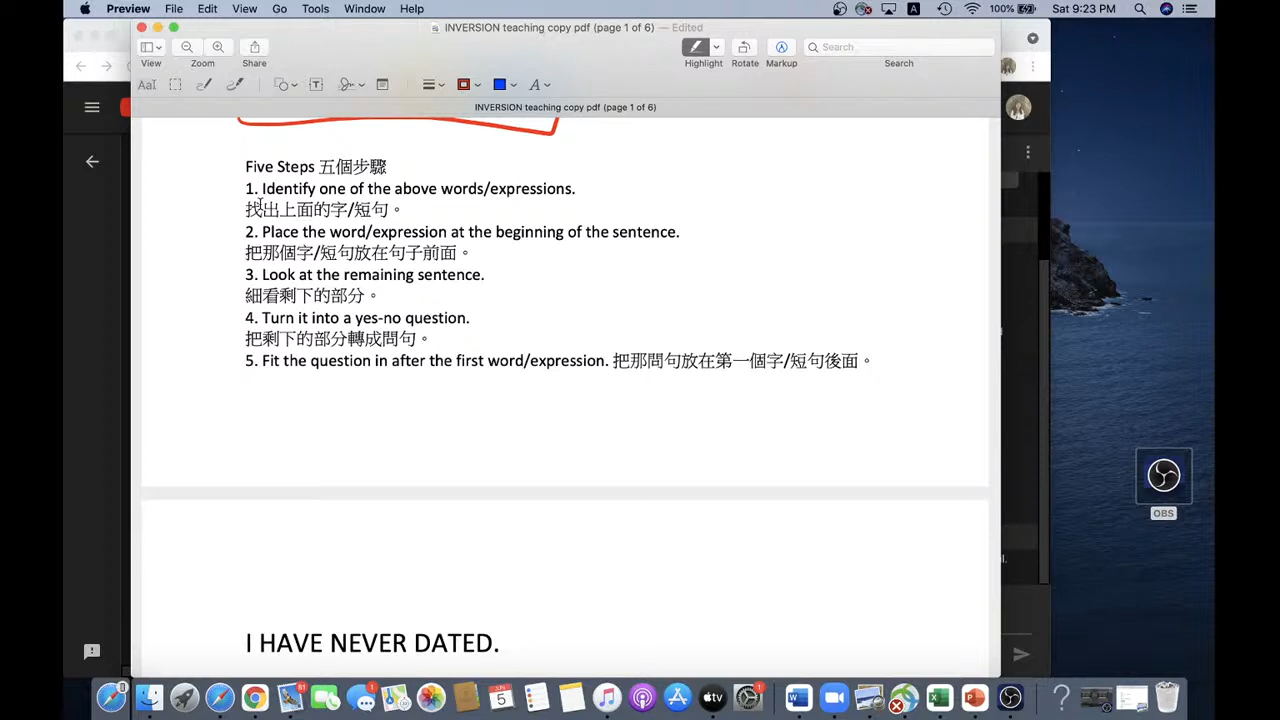 Preview File Edit View Go Tools Window Help 100% Sat 9:23 PM
INVERSION teaching copy pdf (page 1 of 6) — Edited
Search
View Zoom Share Highlight Rotate Markup Search
INVERSION teaching copy pdf (page 1 of 6)
Five Steps 五個步驟
1. Identify one of the above words/expressions.
找出上面的字/短句。
2. Place the word/expression at the beginning of the sentence.
把那個字/短句放在句子前面。
3. Look at the remaining sentence.
細看剩下的部分。
4. Turn it into a yes-no question.
把剩下的部分轉成問句。
5. Fit the question in after the first word/expression. 把那問句放在第一個字/短句後面。
OBS
I HAVE NEVER DATED.